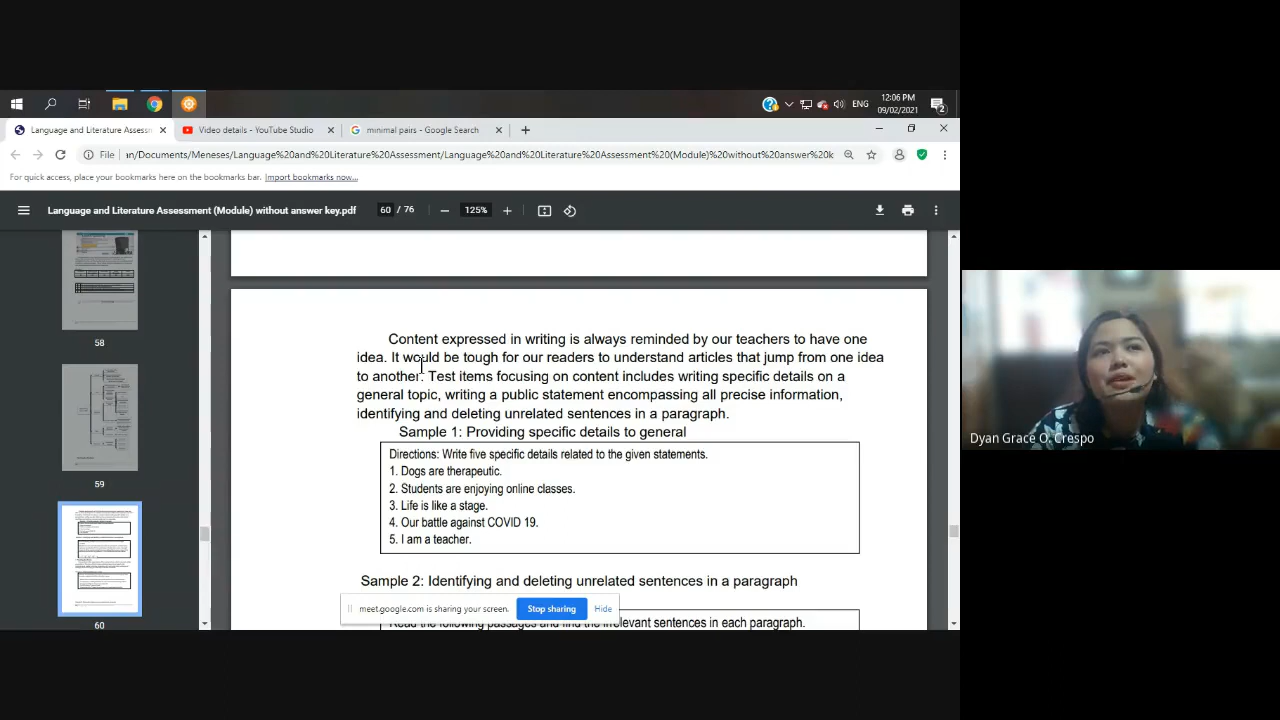 12:06 PM
ENG
09/02/2021
2
Language and Literature Assessm
Video details - YouTube Studio
minimal pairs - Google Search
File
ın/Documents/Meneses/Language%20and%20Literature%20Assessment/Language%20and%20Literature%20Assessment%20(Module)%20without%20answer%20k
For quick access, place your bookmarks here on the bookmarks bar. Import bookmarks now...
Language and Literature Assessment (Module) without answer key.pdf
60 / 76
125%
58
59
60
Content expressed in writing is always reminded by our teachers to have one
idea. It would be tough for our readers to understand articles that jump from one idea
to another. Test items focusing on content includes writing specific details on a
general topic, writing a public statement encompassing all precise information,
identifying and deleting unrelated sentences in a paragraph.
Sample 1: Providing specific details to general
Directions: Write five specific details related to the given statements.
1. Dogs are therapeutic.
2. Students are enjoying online classes.
3. Life is like a stage.
4. Our battle against COVID 19.
5. I am a teacher.
Sample 2: Identifying and deleting unrelated sentences in a paragraph
meet.google.com is sharing your screen.
Stop sharing
Hide
Read the following passages and find the irrelevant sentences in each paragraph.
Dyan Grace O. Crespo